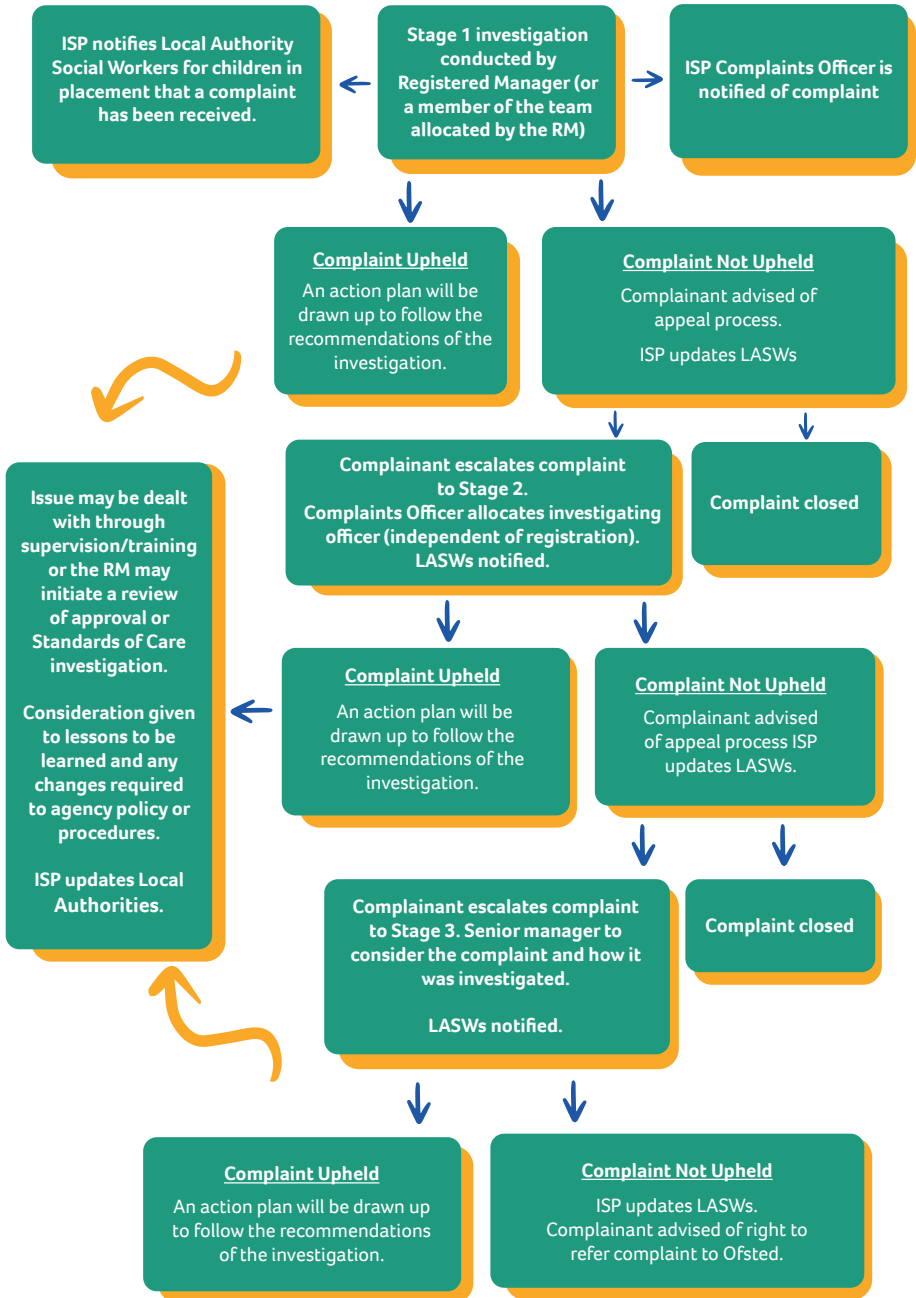 ISP notifies Local Authority
Social Workers for children in
placement that a complaint
has been received.
Stage 1 investigation
conducted by
Registered Manager (or
a member of the team
allocated by the RM)
ISP Complaints Officer is
notified of complaint
Complaint Upheld
An action plan will be
drawn up to follow the
recommendations of the
investigation.
Complaint Not Upheld
Complainant advised of
appeal process.
ISP updates LASWs
Complainant escalates complaint
to Stage 2.
Complaints Officer allocates investigating
officer (independent of registration).
LASWs notified.
Complaint closed
Issue may be dealt
with through
supervision/training
or the RM may
initiate a review
of approval or
Standards of Care
investigation.
Consideration given
to lessons to be
learned and any
changes required
to agency policy or
procedures.
ISP updates Local
Authorities.
Complaint Upheld
An action plan will be
drawn up to follow the
recommendations of the
investigation.
Complaint Not Upheld
Complainant advised
of appeal process ISP
updates LASWs.
Complainant escalates complaint
to Stage 3. Senior manager to
consider the complaint and how it
was investigated.
LASWs notified.
Complaint closed
Complaint Upheld
An action plan will be drawn up
to follow the recommendations
of the investigation.
Complaint Not Upheld
ISP updates LASWs.
Complainant advised of right to
refer complaint to Ofsted.